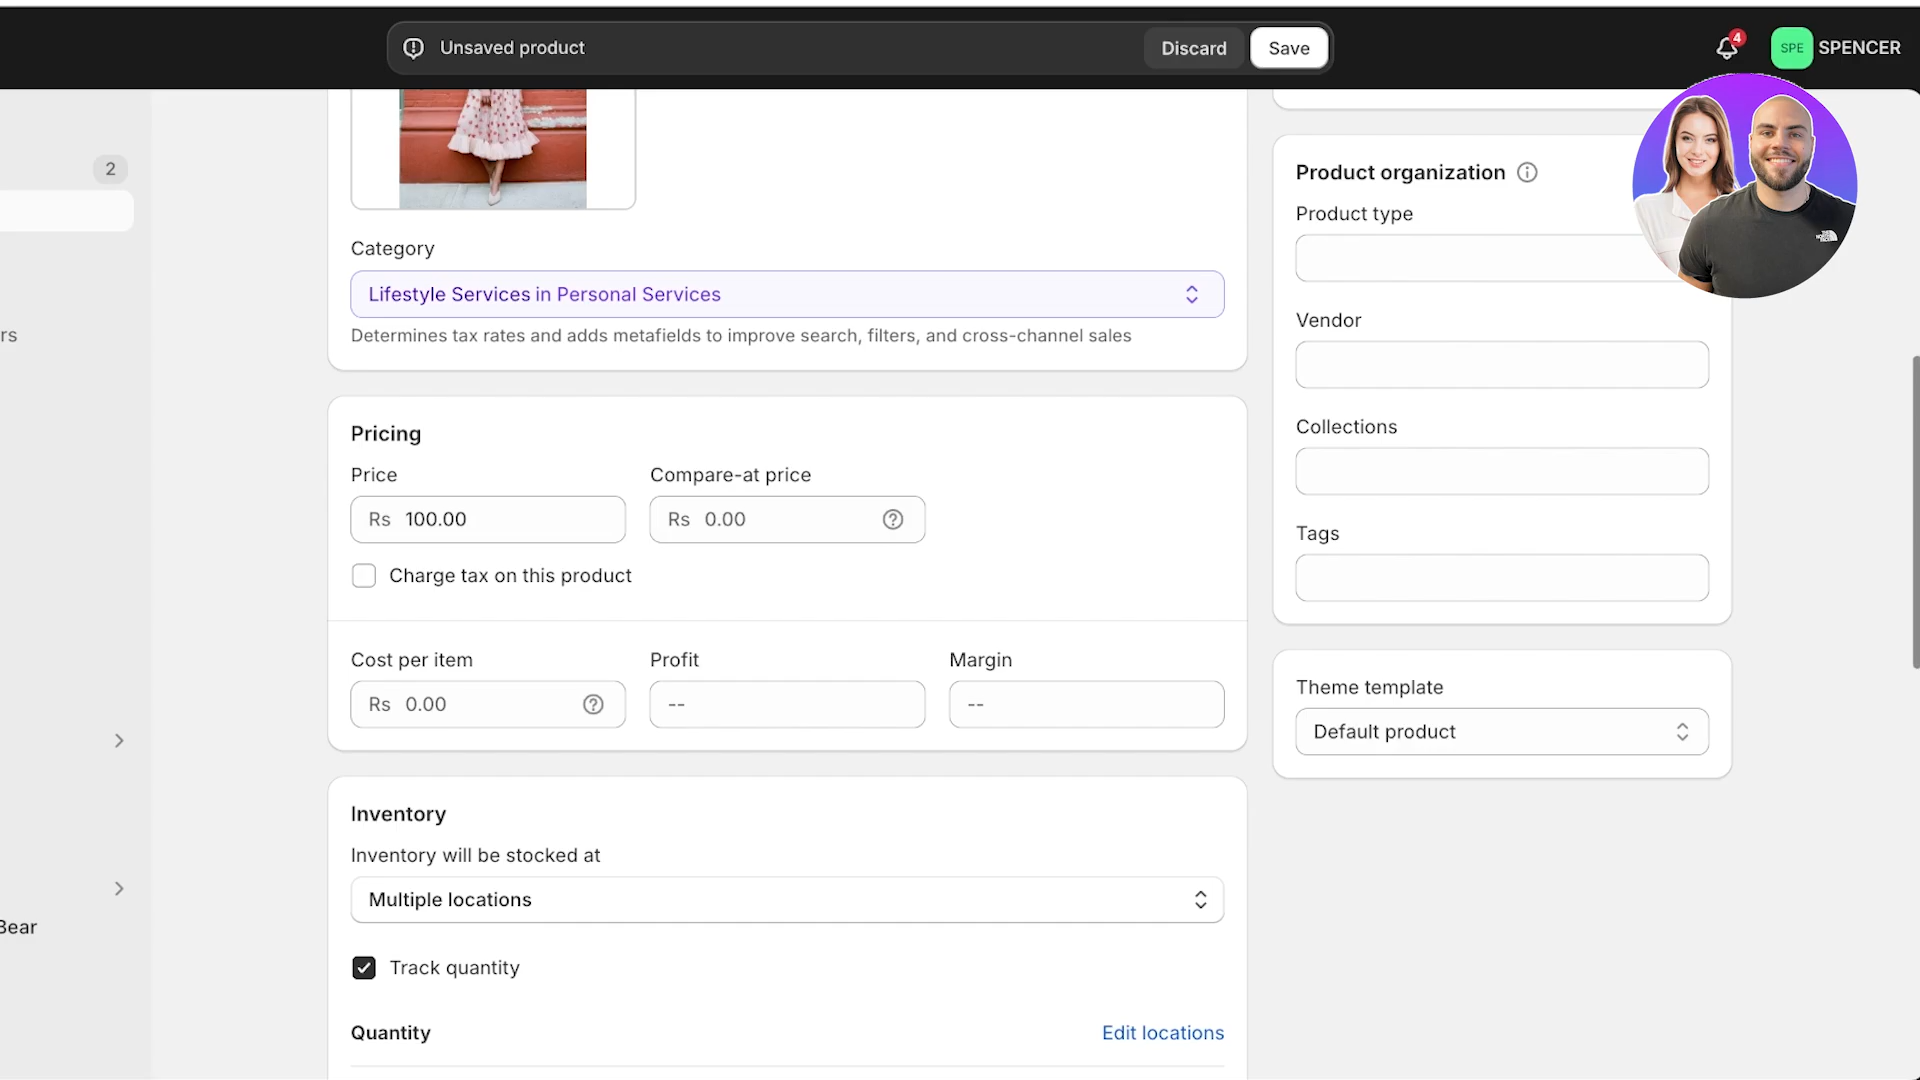 Unsaved product
Discard
Save
4
SPE
SPENCER
2
rs
Bear
Category
Lifestyle Services in Personal Services
Determines tax rates and adds metafields to improve search, filters, and cross-channel sales
Pricing
Price
Compare-at price
Rs 100.00
Rs 0.00
Charge tax on this product
Cost per item
Profit
Margin
Rs 0.00
--
--
Inventory
Inventory will be stocked at
Multiple locations
Track quantity
Quantity
Edit locations
Product organization
Product type
Vendor
Collections
Tags
Theme template
Default product